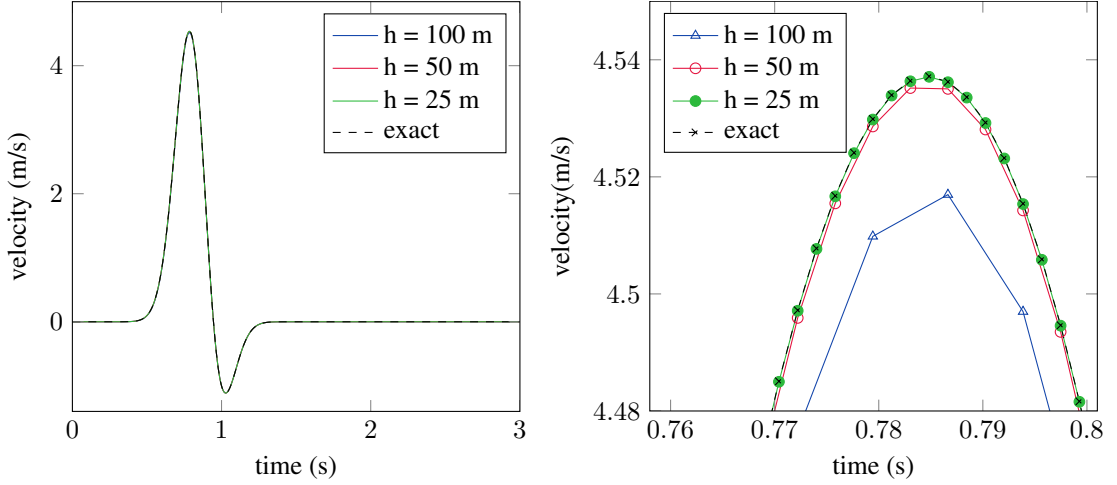 4
2
0
0
1
2
3
time (s)
velocity (m/s)
h = 100 m
h = 50 m
h = 25 m
exact
4.54
4.52
4.5
4.48
0.76
0.77
0.78
0.79
0.8
time (s)
velocity(m/s)
h = 100 m
h = 50 m
h = 25 m
exact